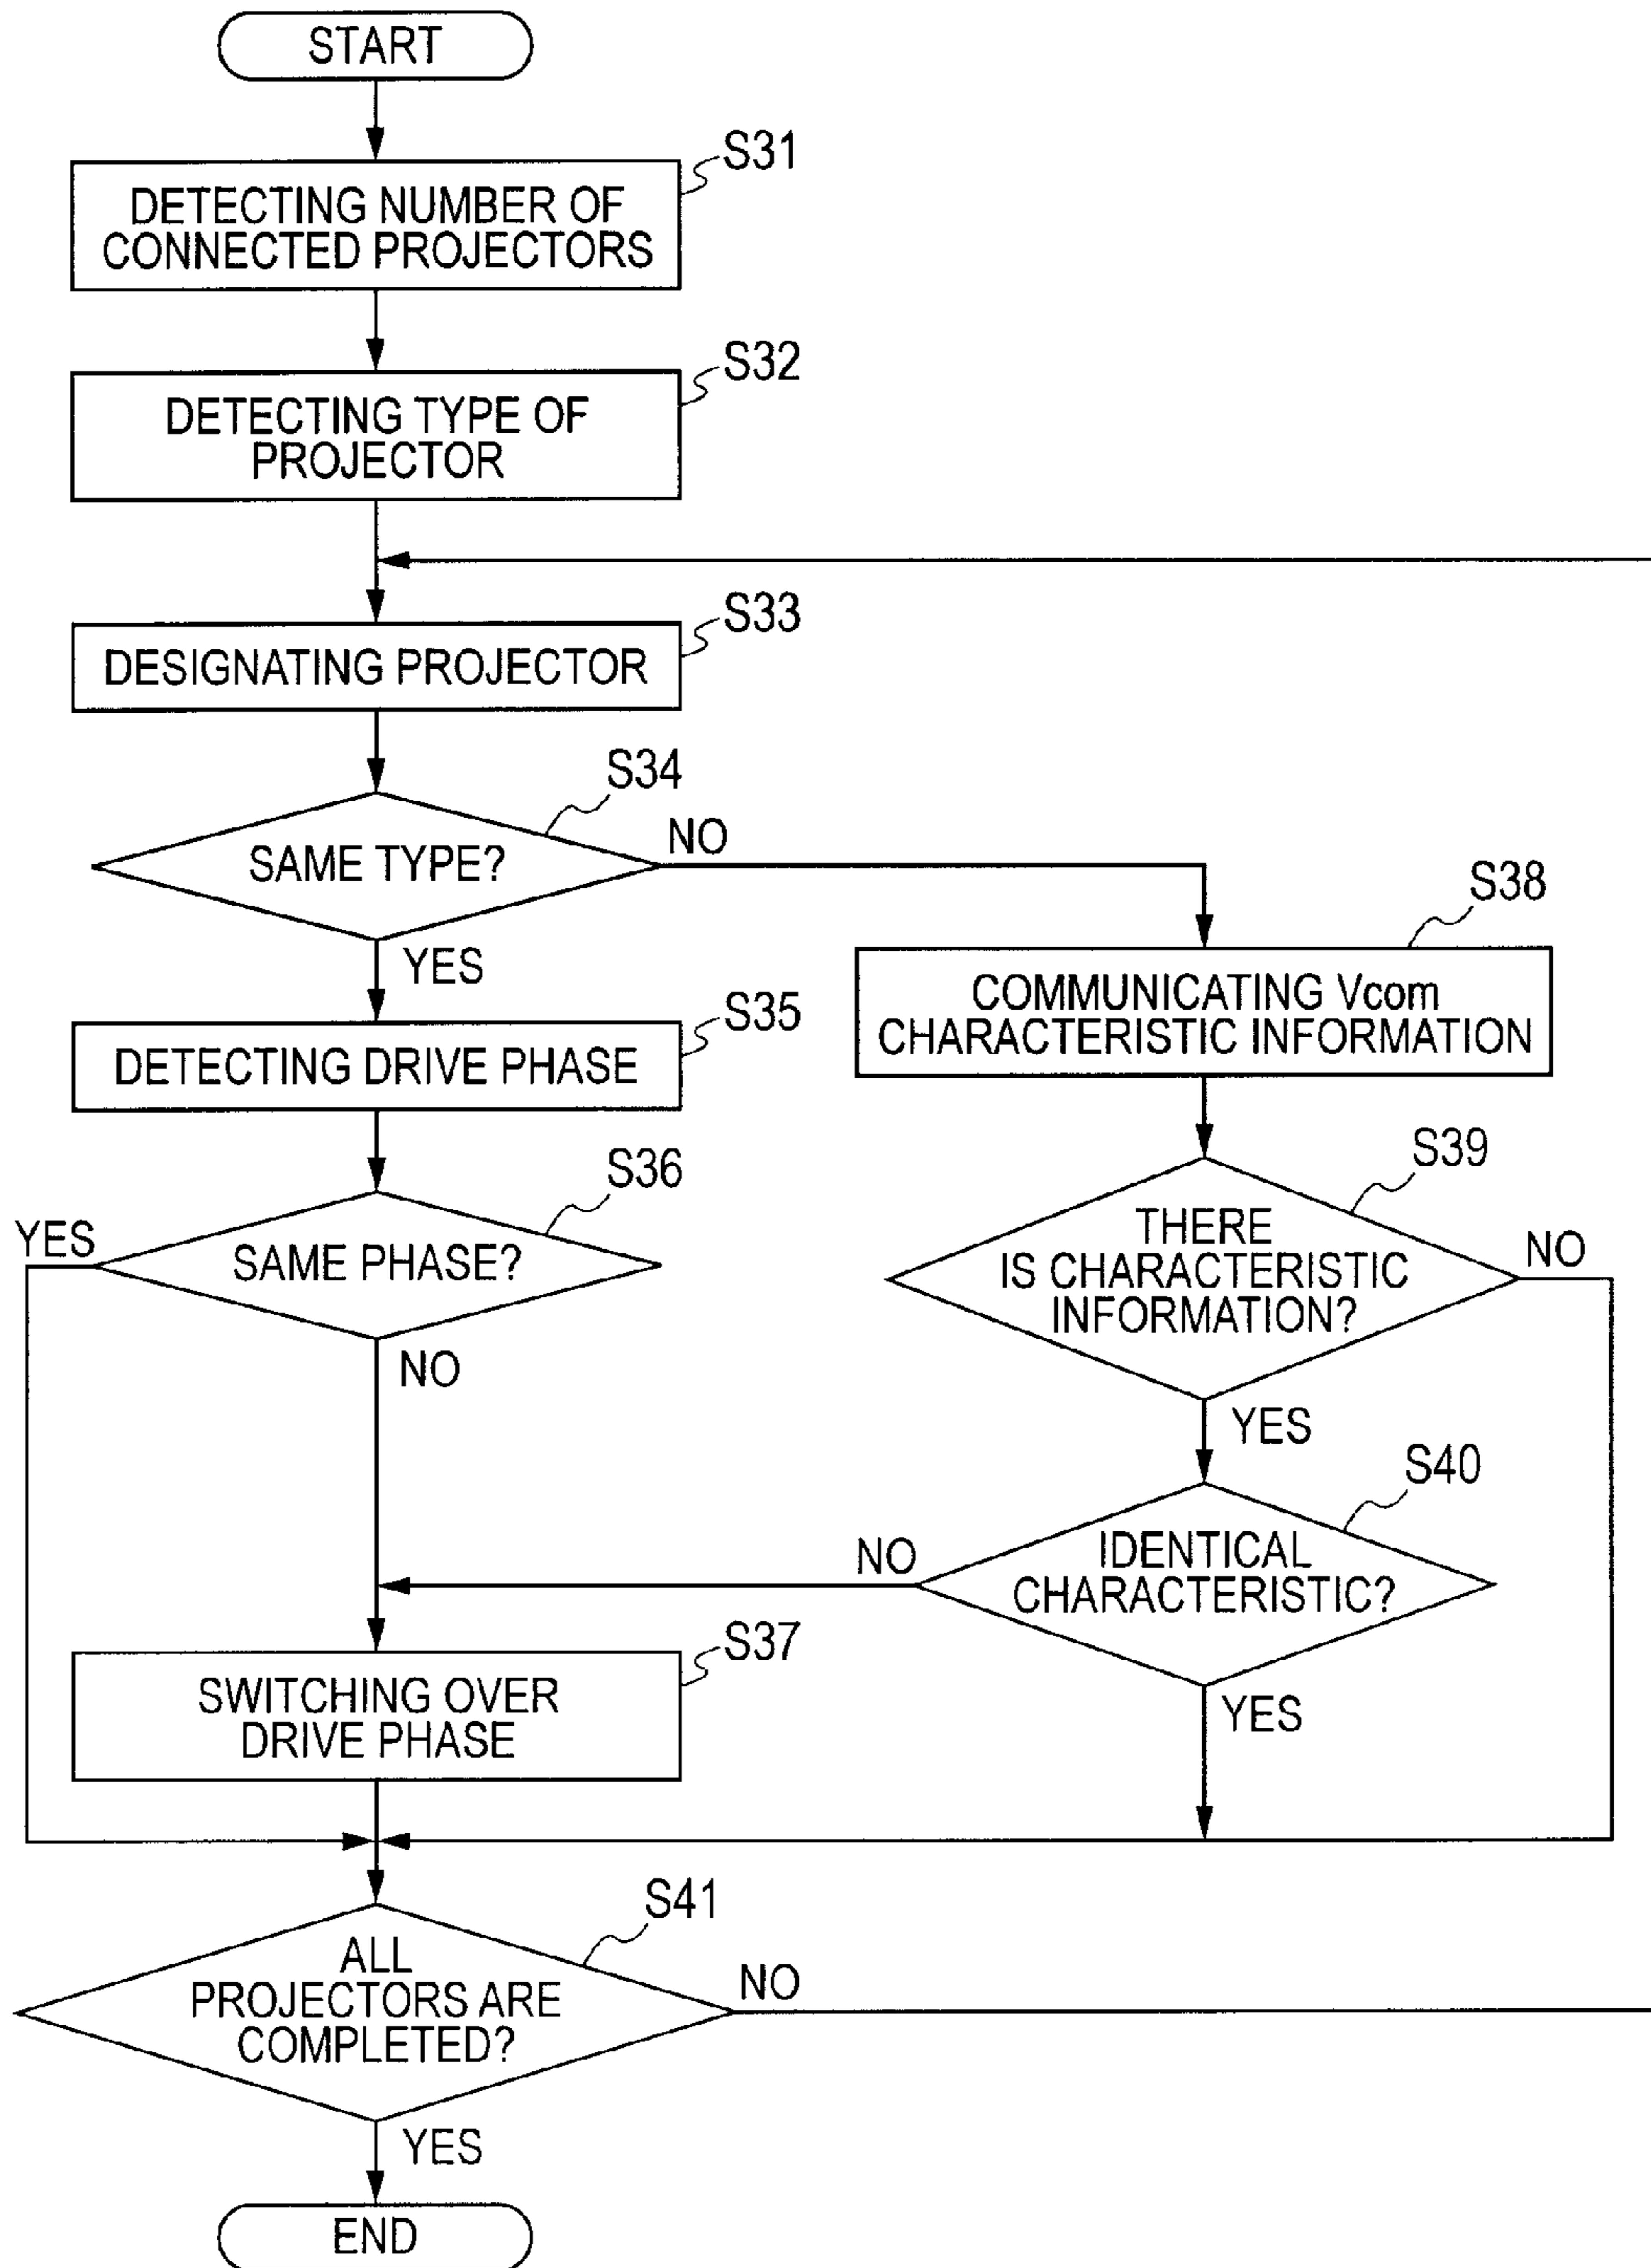 START
S31
DETECTING NUMBER OF
CONNECTED PROJECTORS
S32
DETECTING TYPE OF
PROJECTOR
S33
DESIGNATING PROJECTOR
S34
SAME TYPE?
NO
YES
S38
COMMUNICATING Vcom
CHARACTERISTIC INFORMATION
S35
DETECTING DRIVE PHASE
S36
SAME PHASE?
YES
NO
S39
THERE
IS CHARACTERISTIC
INFORMATION?
NO
YES
S40
IDENTICAL
CHARACTERISTIC?
NO
YES
S37
SWITCHING OVER
DRIVE PHASE
S41
ALL
PROJECTORS ARE
COMPLETED?
NO
YES
END